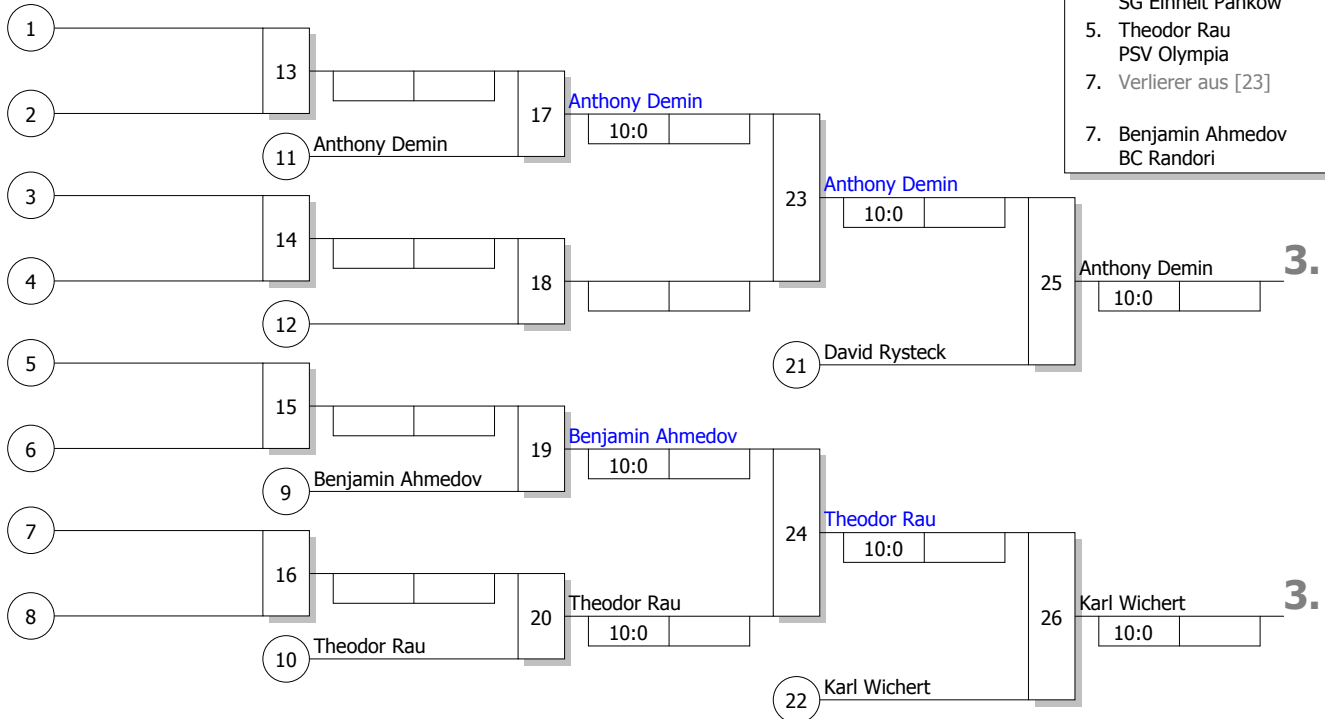 SG Einheit Pankow
5. Theodor Rau
PSV Olympia
7. Verlierer aus [23]
7. Benjamin Ahmedov
BC Randori
1
13
2
17
Anthony Demin
10:0
11
Anthony Demin
3
23
Anthony Demin
10:0
14
4
18
25
Anthony Demin
3.
10:0
12
5
21
David Rysteck
15
6
19
Benjamin Ahmedov
10:0
9
Benjamin Ahmedov
7
24
Theodor Rau
10:0
16
8
20
Theodor Rau
10:0
26
Karl Wichert
3.
10:0
10
Theodor Rau
22
Karl Wichert